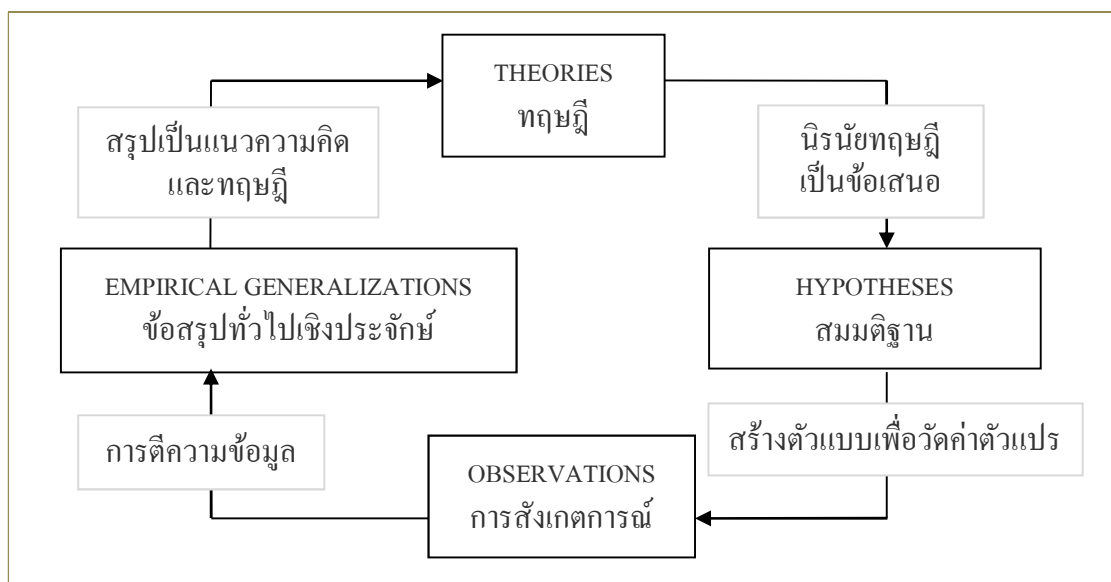 THEORIES
ทฤษฎี
สรุปเป็นแนวความคิด
และทฤษฎี
นิรนัยทฤษฎี
เป็นข้อเสนอ
EMPIRICAL GENERALIZATIONS
ข้อสรุปทั่วไปเชิงประจักษ์
HYPOTHESES
สมมติฐาน
การตีความข้อมูล
สร้างตัวแบบเพื่อวัดค่าตัวแปร
OBSERVATIONS
การสังเกตการณ์